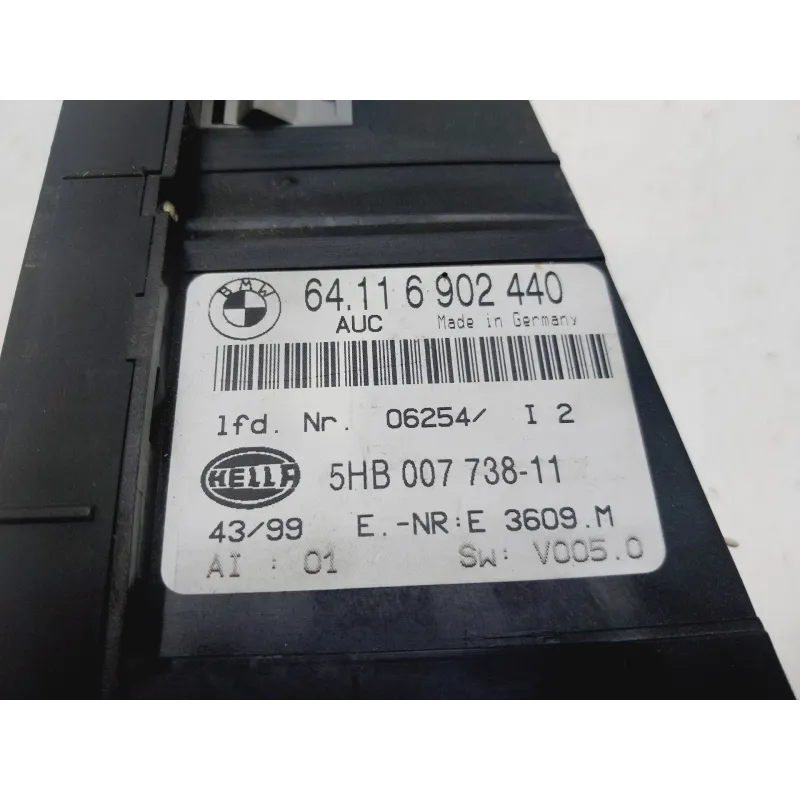 BMW 64.11 6 902 440
AUC Made in Germany
lfd. Nr. 06254/ I 2
HELLA 5HB 007 738-11
43/99 E.-NR:E 3609.M
AI : 01 SW: V005.0